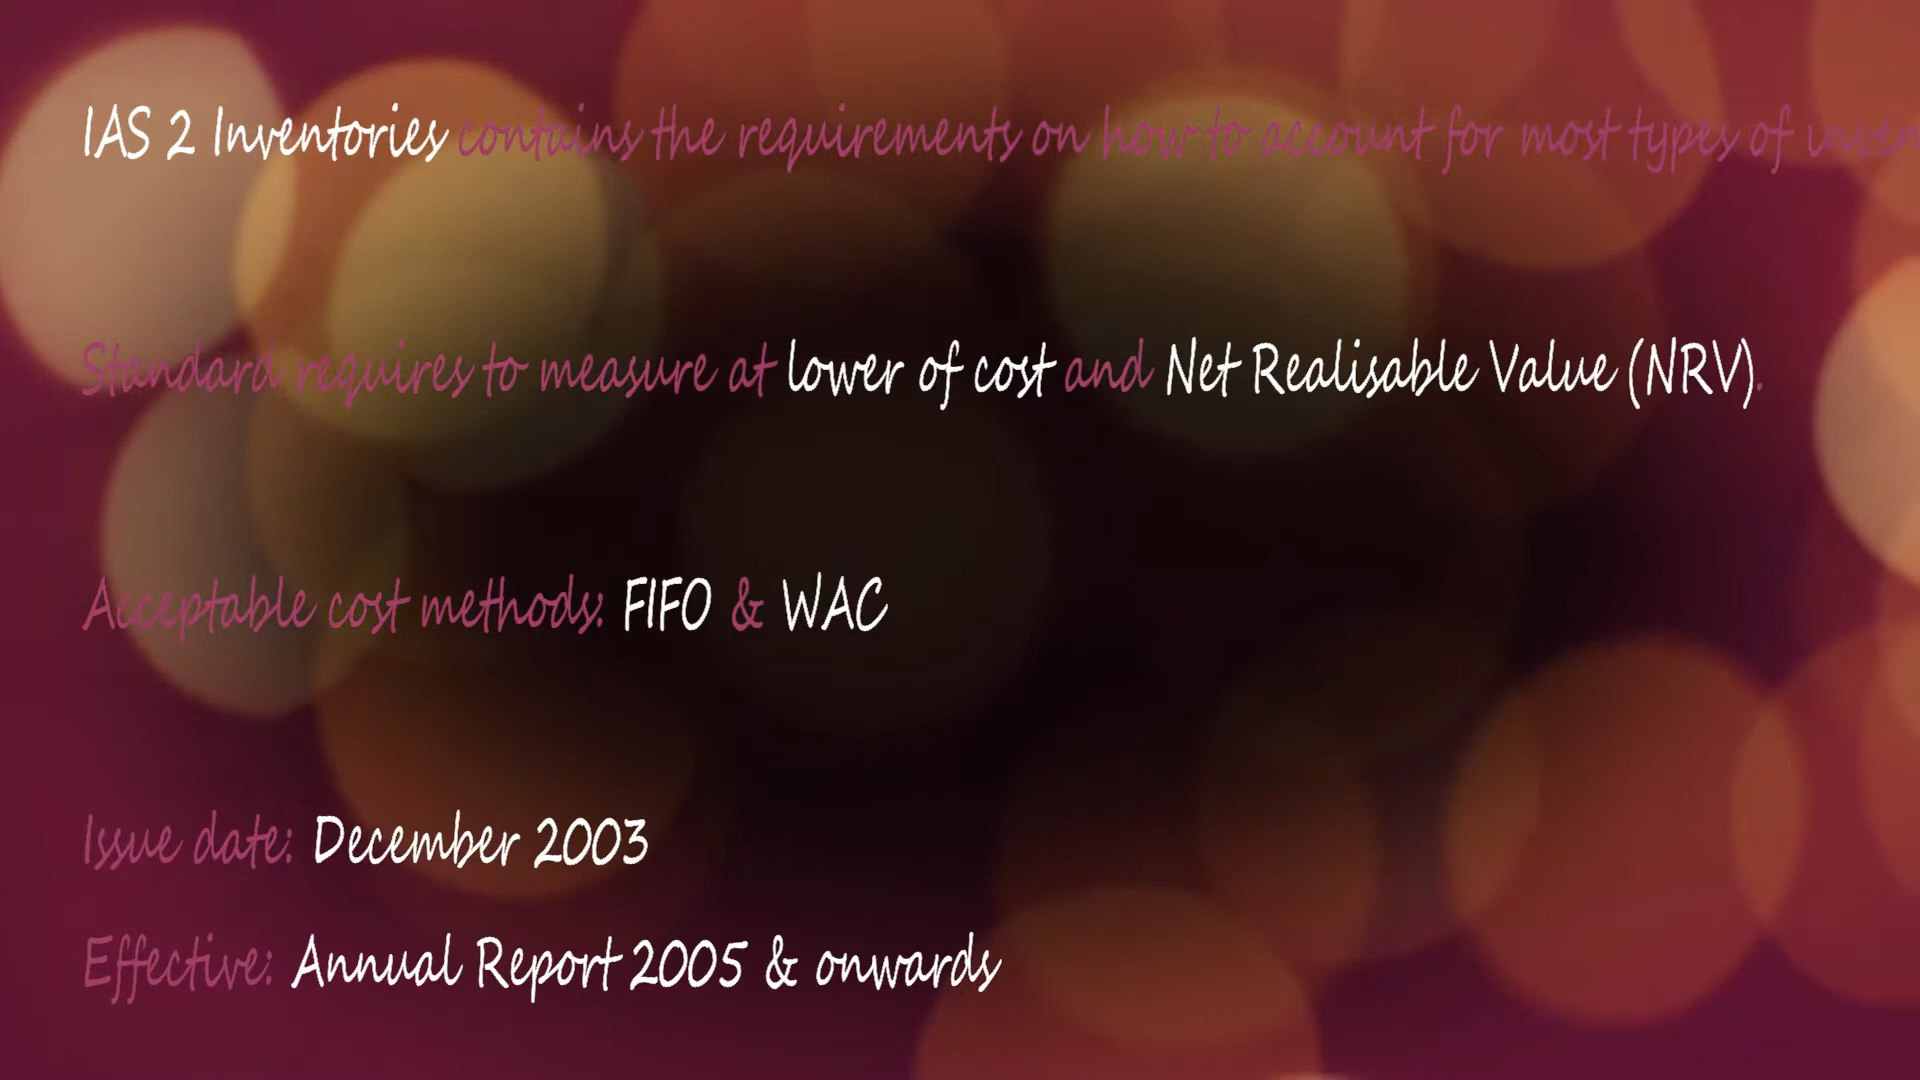 IAS 2 Inventories contains the requirements on how to account for most types of
Standard requires to measure at lower of cost and Net Realisable Value (NRV).
Acceptable cost methods: FIFO & WAC
Issue date: December 2003
Effective: Annual Report 2005 & onwards